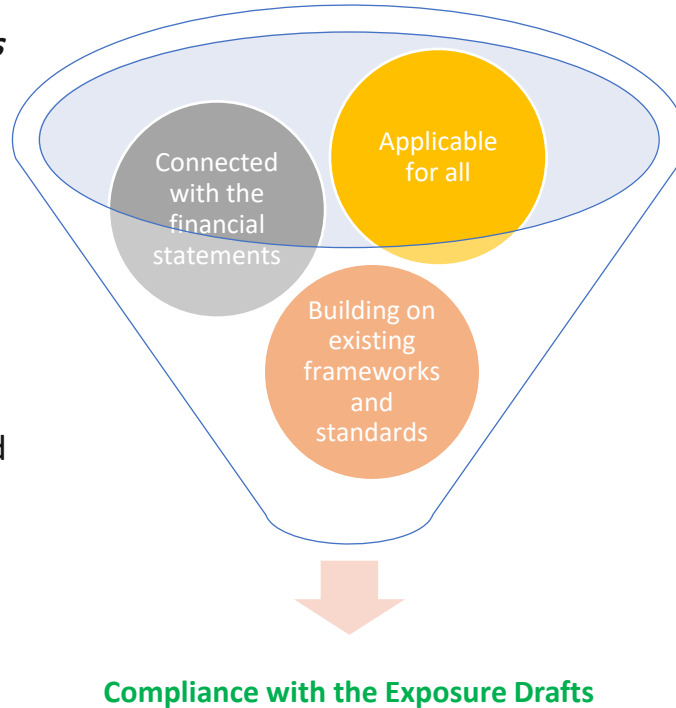 s
Applicable
for all
Connected
with the
financial
statements
Building on
existing
frameworks
and
standards
d
Compliance with the Exposure Drafts